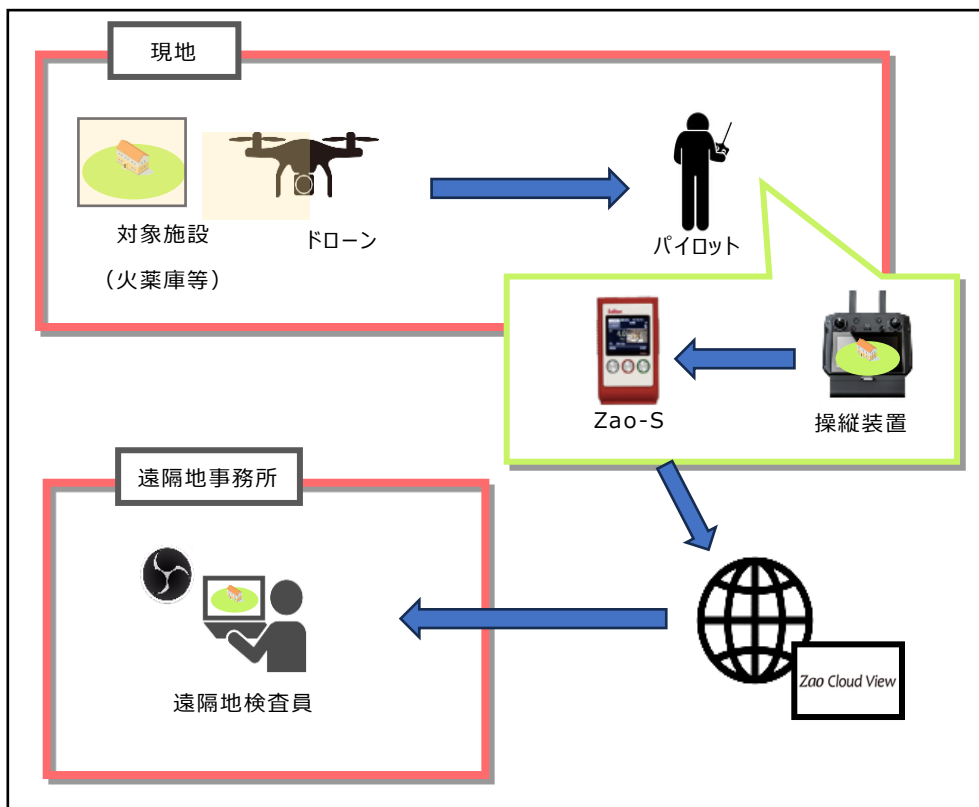 現地
対象施設
（火薬庫等）
ドローン
パイロット
Zao-S
操縦装置
遠隔地事務所
遠隔地検査員
Zao Cloud View